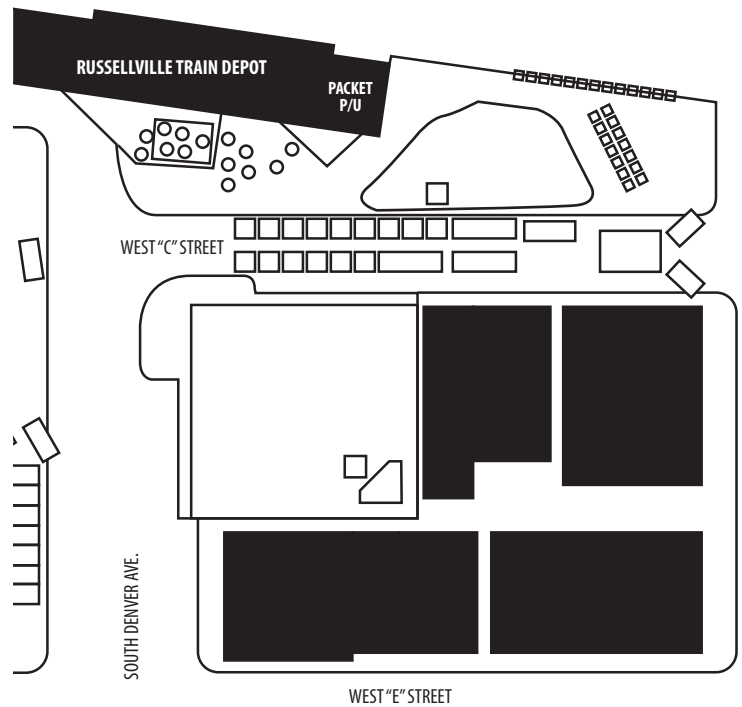 RUSSELLVILLE TRAIN DEPOT
PACKET
P/U
WEST "C" STREET
SOUTH DENVER AVE.
WEST "E" STREET